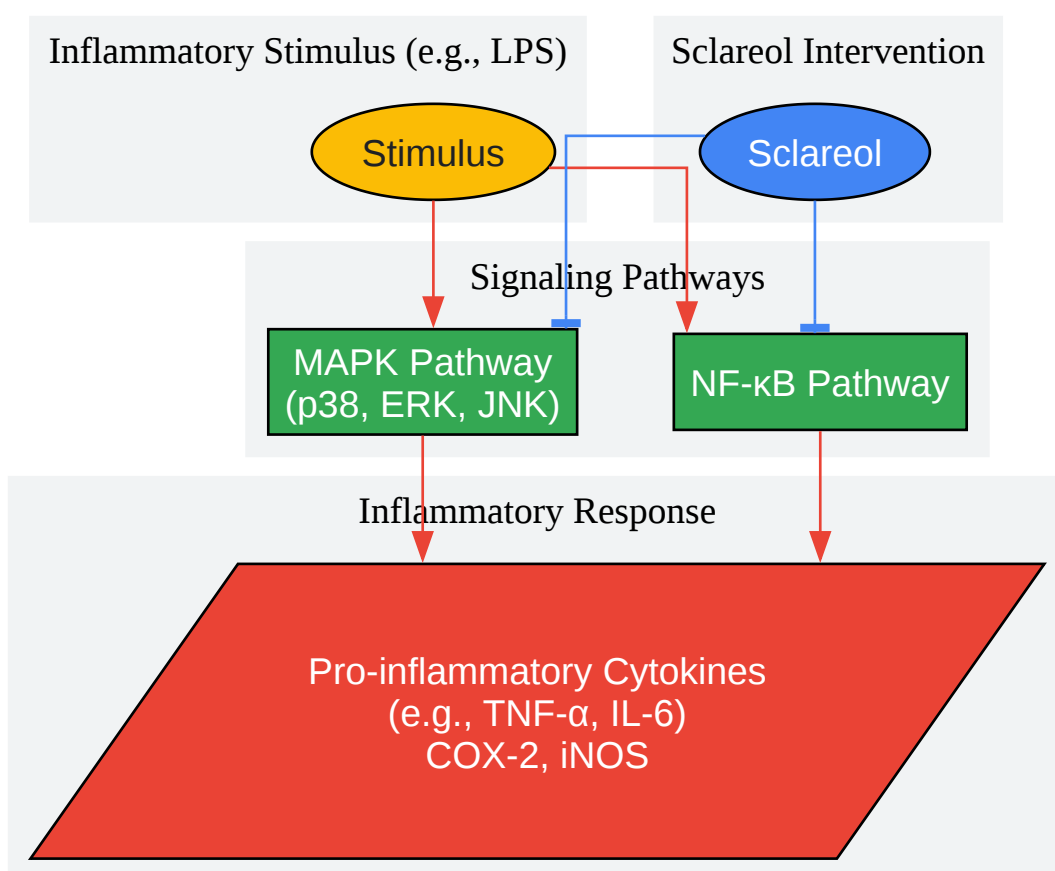 Inflammatory Stimulus (e.g., LPS)
Sclareol Intervention
Stimulus
Sclareol
Signaling Pathways
MAPK Pathway
(p38, ERK, JNK)
NF-κB Pathway
Inflammatory Response
Pro-inflammatory Cytokines
(e.g., TNF-α, IL-6)
COX-2, iNOS